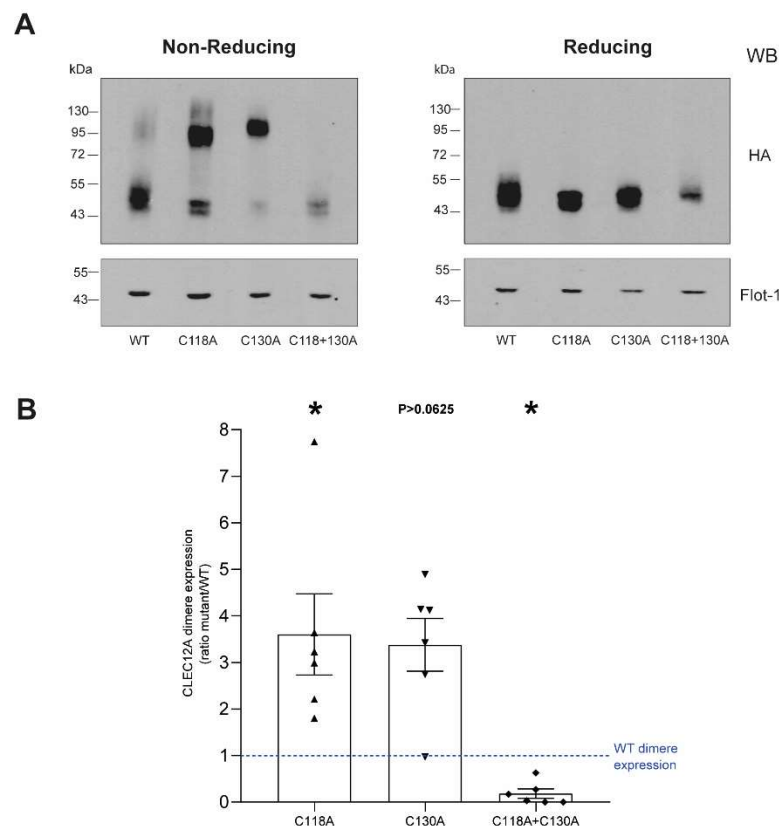 A
Non-Reducing
Reducing
WB
kDa
kDa
130
130
95
95
72
72
HA
55
55
43
43
55
55
43
43
Flot-1
WT C118A C130A C118+130A
WT C118A C130A C118+130A
B
* P>0.0625 *
8
7
6
5
4
3
2
1
0
CLEC12A dimere expression
(ratio mutant/WT)
WT dimere
expression
C118A C130A C118A+C130A